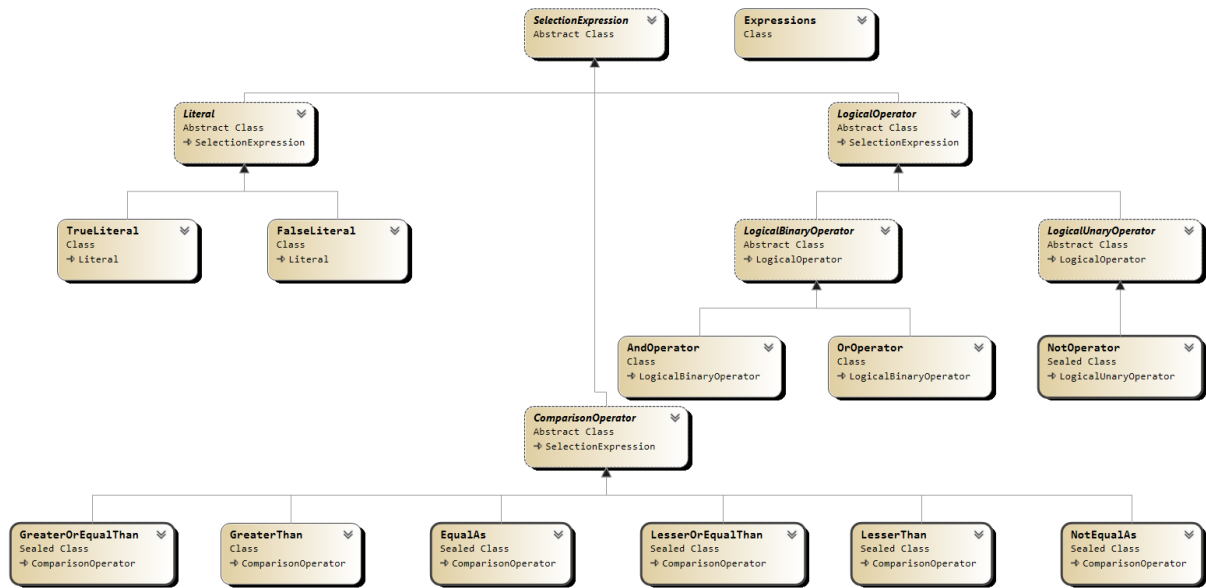 SelectionExpression
Abstract Class
Expressions
Class
Literal
Abstract Class
SelectionExpression
LogicalOperator
Abstract Class
SelectionExpression
TrueLiteral
Class
Literal
FalseLiteral
Class
Literal
LogicalBinaryOperator
Abstract Class
LogicalOperator
LogicalUnaryOperator
Abstract Class
LogicalOperator
AndOperator
Class
LogicalBinaryOperator
OrOperator
Class
LogicalBinaryOperator
NotOperator
Sealed Class
LogicalUnaryOperator
ComparisonOperator
Abstract Class
SelectionExpression
GreaterOrEqualThan
Sealed Class
ComparisonOperator
GreaterThan
Class
ComparisonOperator
EqualAs
Sealed Class
ComparisonOperator
LesserOrEqualThan
Sealed Class
ComparisonOperator
LesserThan
Sealed Class
ComparisonOperator
NotEqualAs
Sealed Class
ComparisonOperator